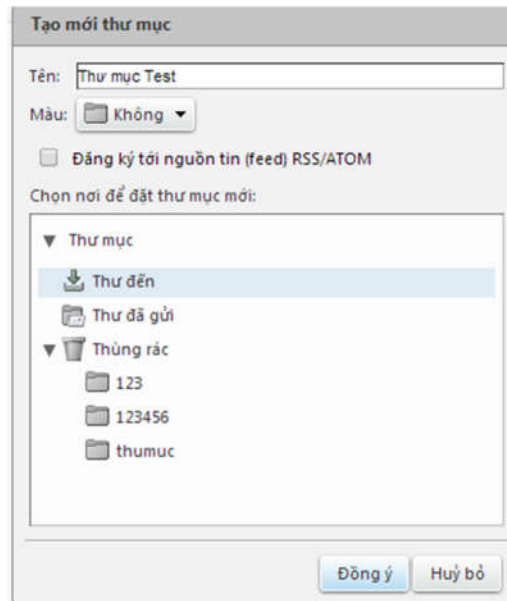 Tạo mới thư mục
Tên: Thư mục Test
Màu: Không
Đăng ký tới nguồn tin (feed) RSS/ATOM
Chọn nơi để đặt thư mục mới:
Thư mục
Thư đến
Thư đã gửi
Thùng rác
123
123456
thumuc
Đồng ý Huỷ bỏ